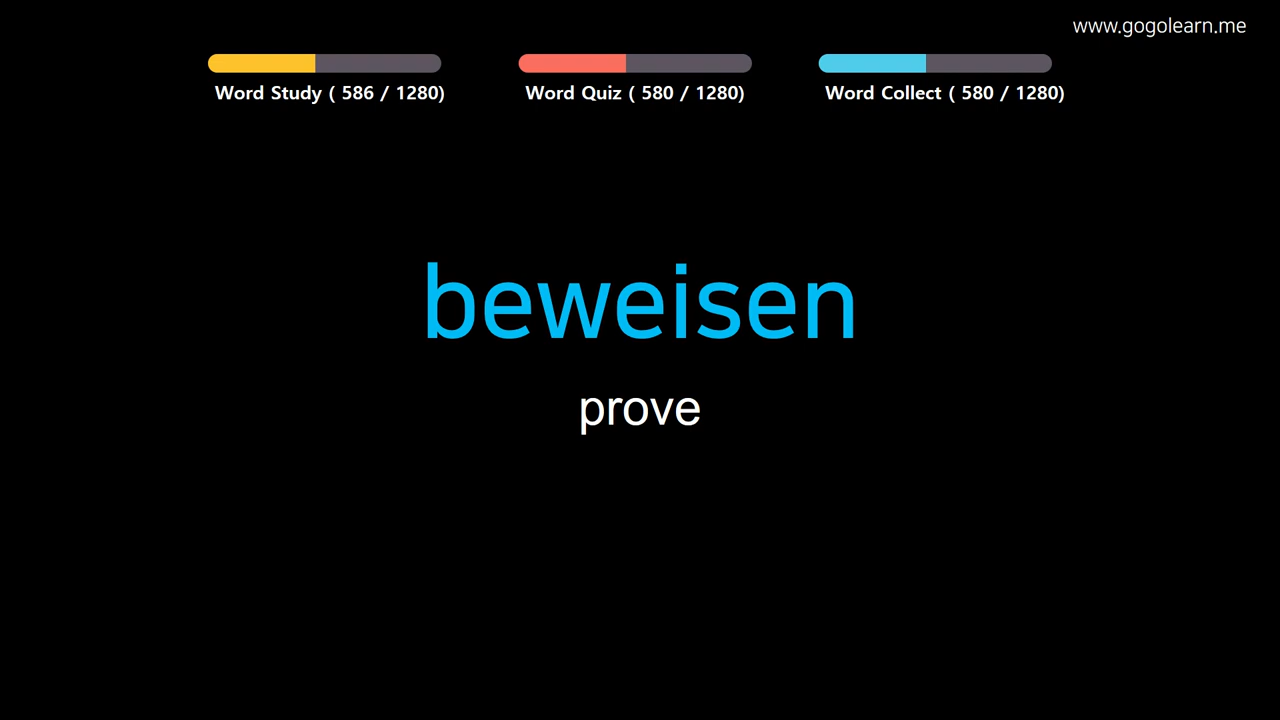 www.gogolearn.me
Word Study ( 586 / 1280)
Word Quiz ( 580 / 1280)
Word Collect ( 580 / 1280)
beweisen
prove